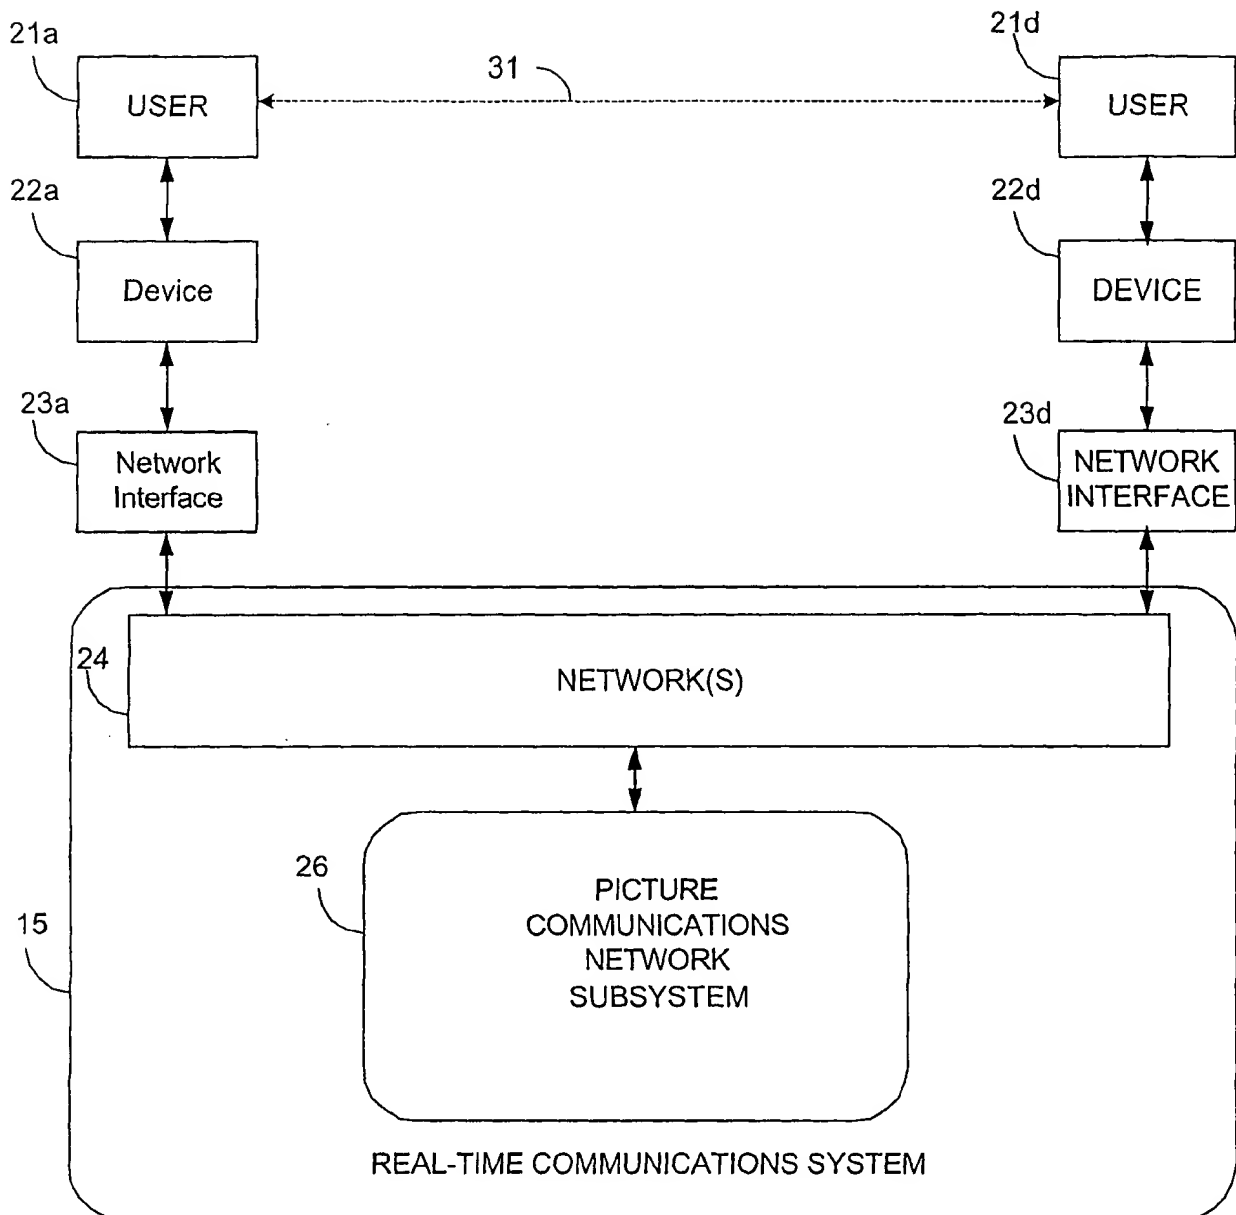 21a
21d
31
USER
USER
22a
22d
Device
DEVICE
23a
23d
Network
Interface
NETWORK
INTERFACE
24
NETWORK(S)
26
PICTURE
COMMUNICATIONS
NETWORK
SUBSYSTEM
15
REAL-TIME COMMUNICATIONS SYSTEM